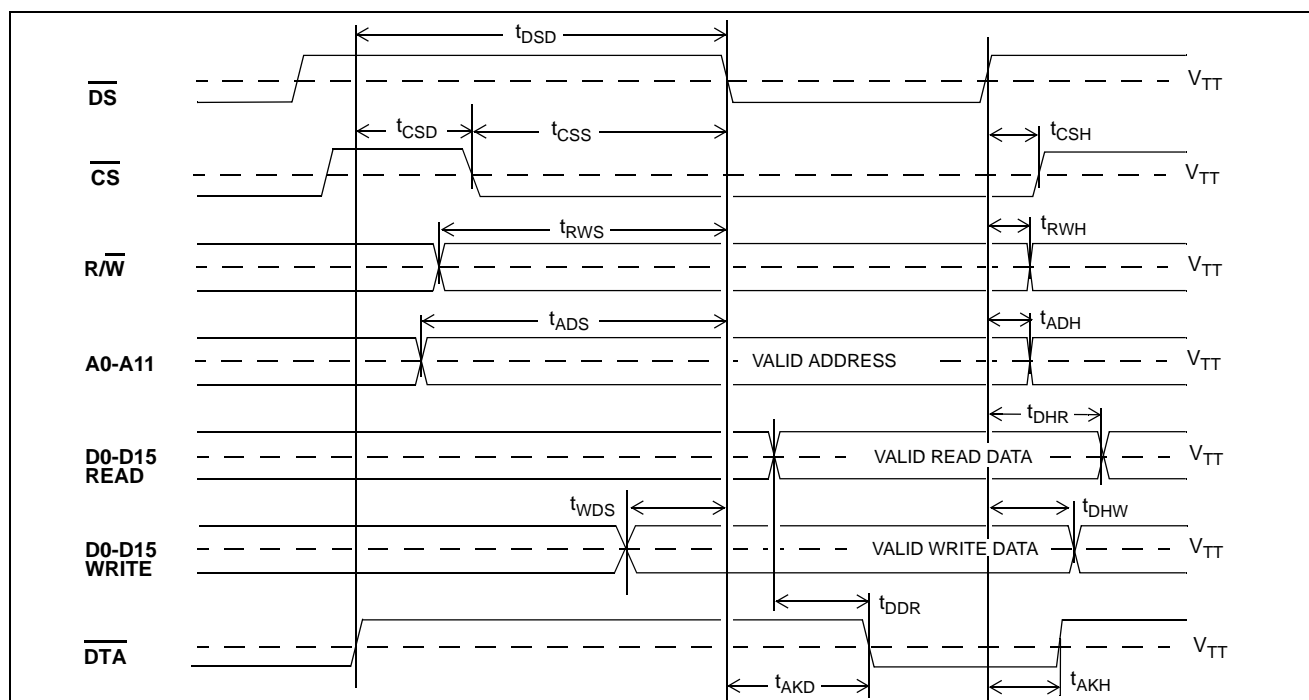 tDSD
DS VTT
tCSD tCSS tCSH
CS VTT
tRWS tRWH
R/W VTT
tADS tADH
A0-A11 VALID ADDRESS VTT
tDHR
D0-D15
READ VALID READ DATA VTT
tWDS tDHW
D0-D15
WRITE VALID WRITE DATA VTT
tDDR
DTA VTT
tAKD tAKH